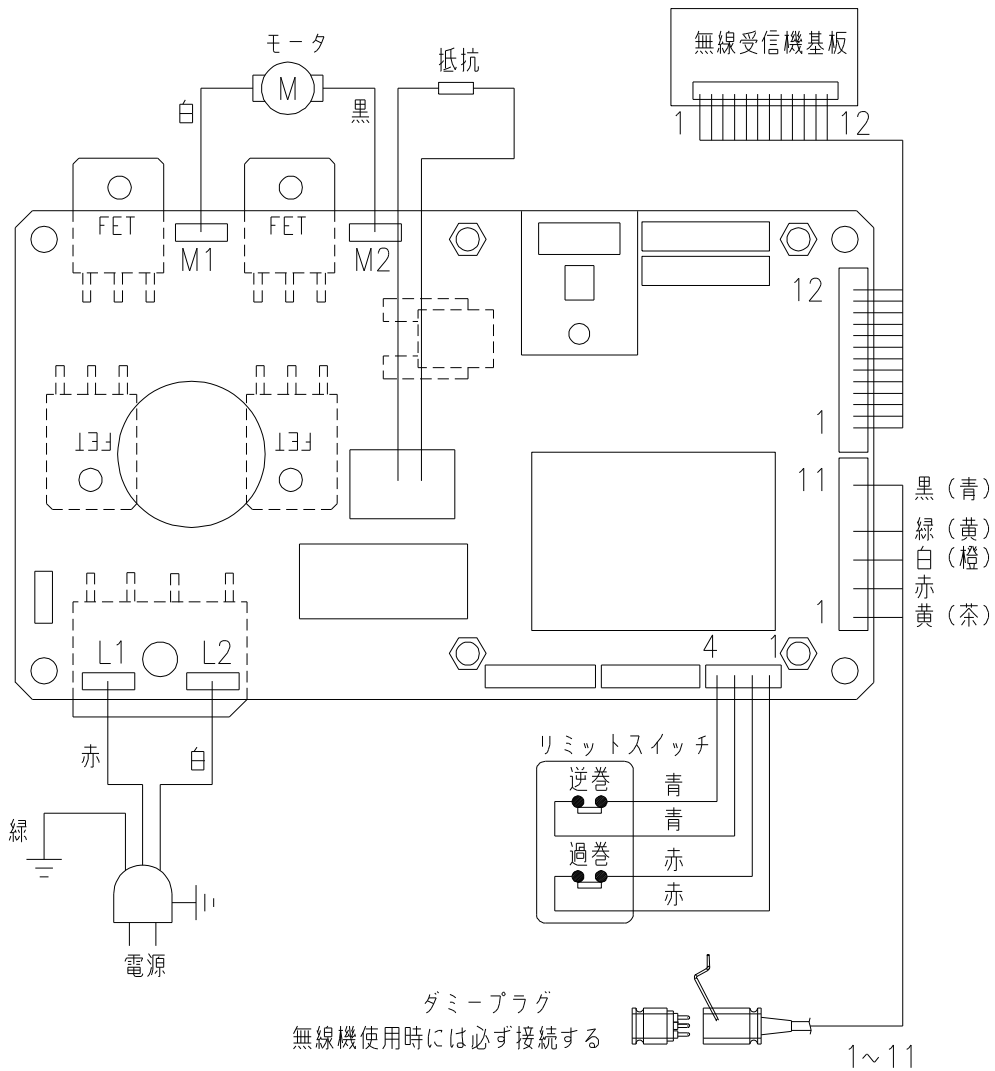 モータ
M
白
黒
抵抗
無線受信機基板
1
12
FET
M1
FET
M2
12
1
FET
FET
11
黒（青）
緑（黄）
白（橙）
赤
黄（茶）
1
L1
L2
4
1
赤
白
緑
電源
リミットスイッチ
逆巻
青
青
過巻
赤
赤
ダミープラグ
無線機使用時には必ず接続する
1～11